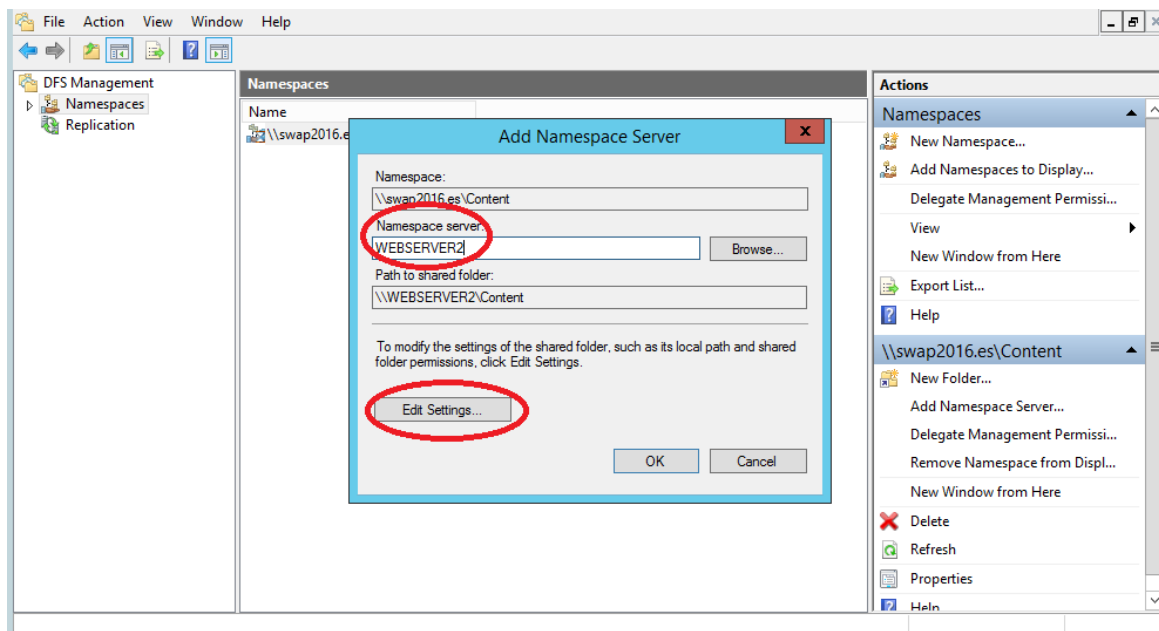 File Action View Window Help
DFS Management
Namespaces
Replication
Namespaces
Name
\\swap2016.e
Add Namespace Server
x
Namespace:
\\swap2016.es\Content
Namespace server:
WEBSERVER2
Browse...
Path to shared folder:
\\WEBSERVER2\Content
To modify the settings of the shared folder, such as its local path and shared
folder permissions, click Edit Settings.
Edit Settings...
OK Cancel
Actions
Namespaces
New Namespace...
Add Namespaces to Display...
Delegate Management Permissi...
View
New Window from Here
Export List...
Help
\\swap2016.es\Content
New Folder...
Add Namespace Server...
Delegate Management Permissi...
Remove Namespace from Displ...
New Window from Here
Delete
Refresh
Properties
Help